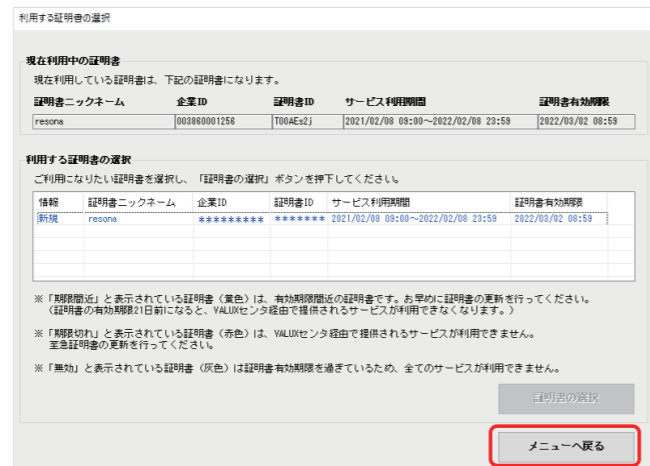 利用する証明書の選択
現在利用中の証明書
現在利用している証明書は、下記の証明書になります。
証明書ニックネーム 企業ID 証明書ID サービス利用期間 証明書有効期限
resona 003860001256 T00AEs2j 2021/02/08 09:00～2022/02/08 23:59 2022/03/02 08:59
利用する証明書の選択
ご利用になりたい証明書を選択し、「証明書の選択」ボタンを押下してください。
情報 証明書ニックネーム 企業ID 証明書ID サービス利用期間 証明書有効期限
新規 resona ********* ******* 2021/02/08 09:00～2022/02/08 23:59 2022/03/02 08:59
※「期限間近」と表示されている証明書（黄色）は、有効期限間近の証明書です。お早めに証明書の更新を行ってください。
（証明書の有効期限21日前になると、VALUXセンタ経由で提供されるサービスが利用できなくなります。）
※「期限切れ」と表示されている証明書（赤色）は、VALUXセンタ経由で提供されるサービスが利用できません。
至急証明書の更新を行ってください。
※「無効」と表示されている証明書（灰色）は証明書有効期限を過ぎているため、全てのサービスが利用できません。
証明書の選択
メニューへ戻る